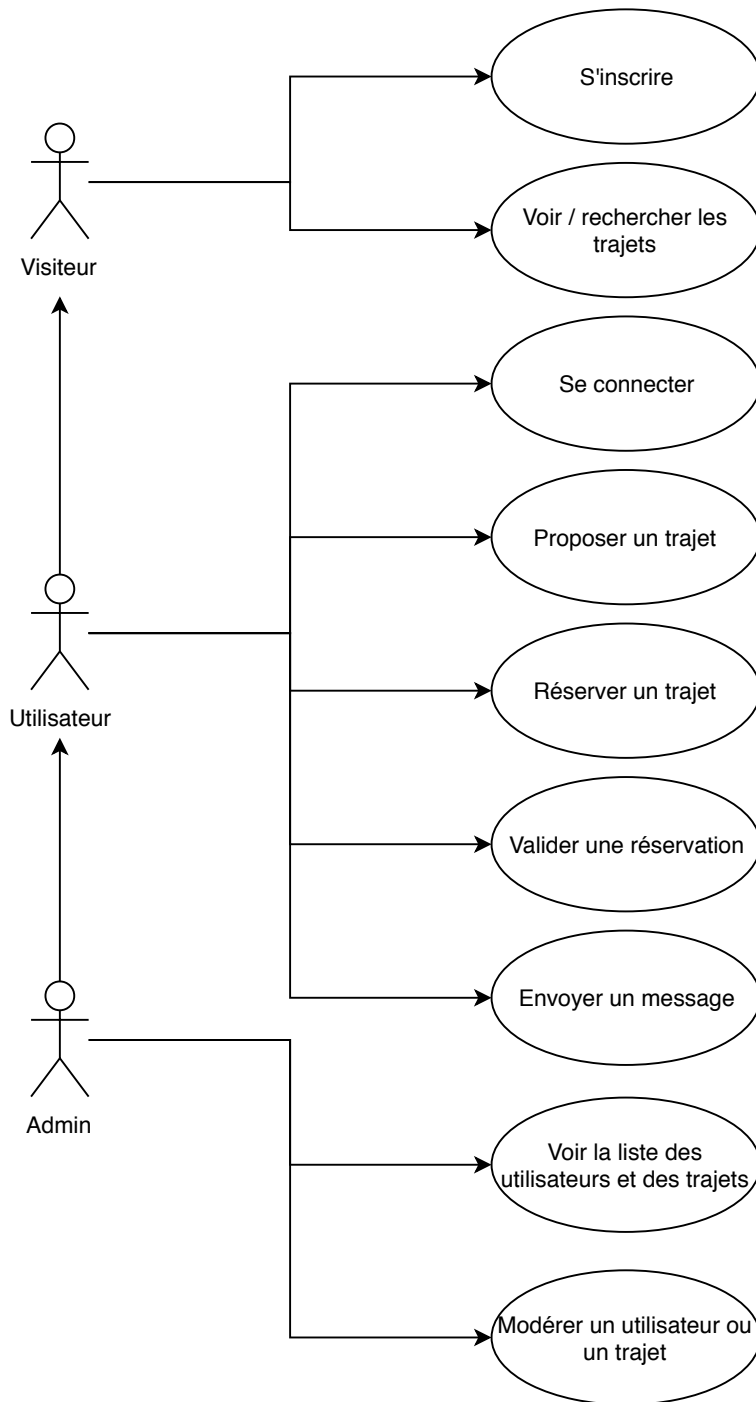 S'inscrire
Voir / rechercher les
trajets
Visiteur
Se connecter
Proposer un trajet
Utilisateur
Réserver un trajet
Valider une réservation
Envoyer un message
Admin
Voir la liste des
utilisateurs et des trajets
Modérer un utilisateur ou
un trajet